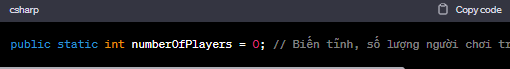 csharp Copy code
public static int numberOfPlayers = 0; // Biến tĩnh, số lượng người chơi